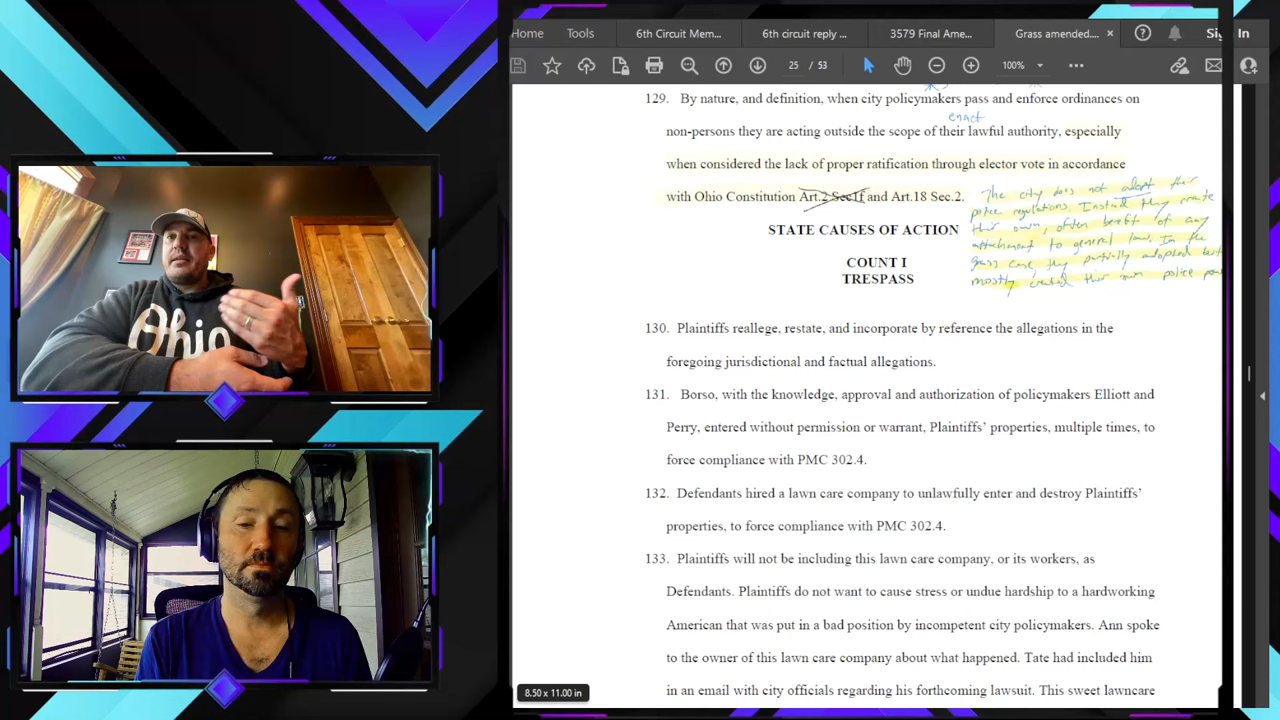 Home Tools 6th Circuit Mem... 6th circuit reply ... 3579 Final Ame... Grass amended.... × Sign In
25 / 53 100%
129. By nature, and definition, when city policymakers pass and enforce ordinances on
enact
non-persons they are acting outside the scope of their lawful authority, especially
when considered the lack of proper ratification through elector vote in accordance
with Ohio Constitution Art.2 Sec1f and Art.18 Sec.2.
The city does not adopt their
police regulations. Instead they create
their own, often bereft of any
attachment to general law. In the
grass case, they partially adopted but
mostly created their own police
STATE CAUSES OF ACTION
COUNT I
TRESPASS
130. Plaintiffs reallege, restate, and incorporate by reference the allegations in the
foregoing jurisdictional and factual allegations.
131. Borso, with the knowledge, approval and authorization of policymakers Elliott and
Perry, entered without permission or warrant, Plaintiffs’ properties, multiple times, to
force compliance with PMC 302.4.
132. Defendants hired a lawn care company to unlawfully enter and destroy Plaintiffs’
properties, to force compliance with PMC 302.4.
133. Plaintiffs will not be including this lawn care company, or its workers, as
Defendants. Plaintiffs do not want to cause stress or undue hardship to a hardworking
American that was put in a bad position by incompetent city policymakers. Ann spoke
to the owner of this lawn care company about what happened. Tate had included him
in an email with city officials regarding his forthcoming lawsuit. This sweet lawncare
8.50 x 11.00 in
Ohio